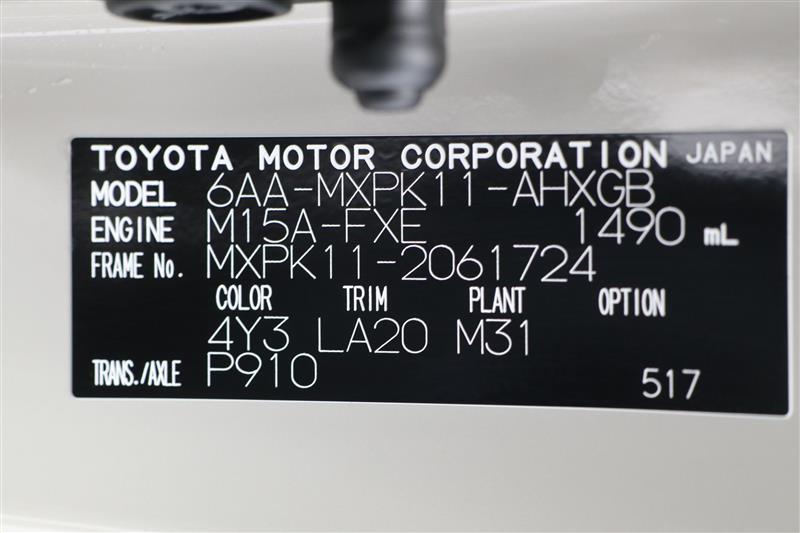 TOYOTA MOTOR CORPORATION JAPAN
MODEL 6AA-MXPK11-AHXGB
ENGINE M15A-FXE 1490 mL
FRAME No. MXPK11-2061724
COLOR TRIM PLANT OPTION
4Y3 LA20 M31
TRANS./AXLE P910 517